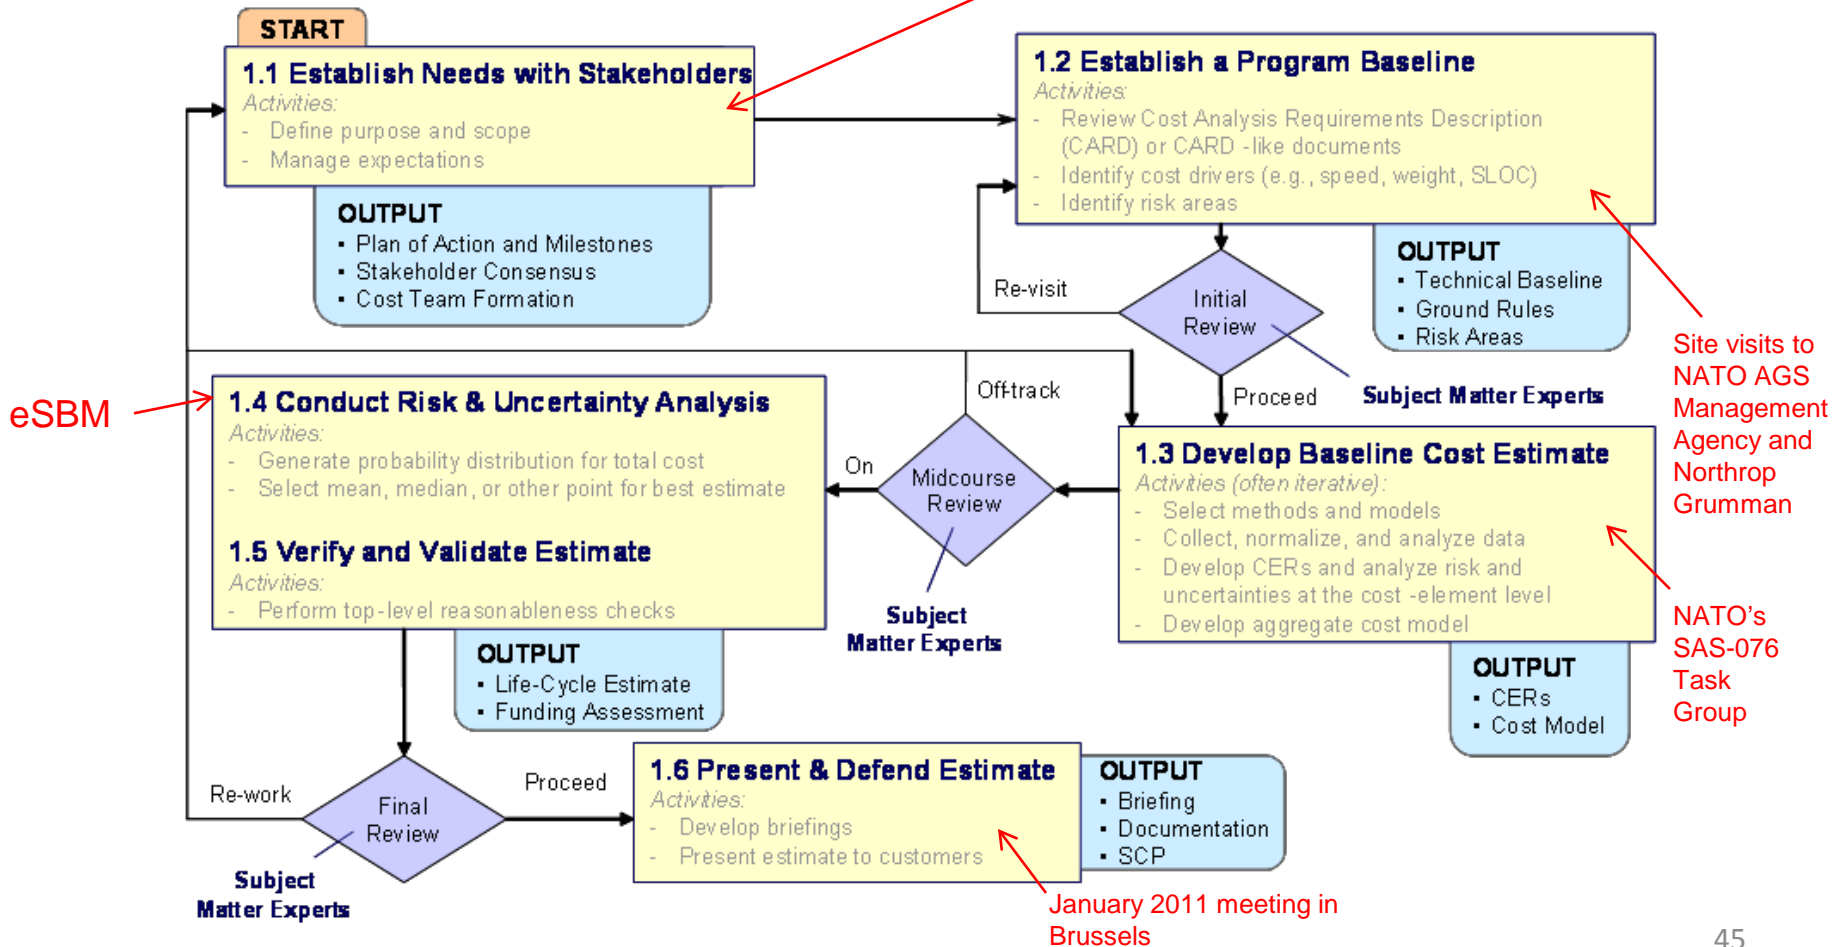 START
1.1 Establish Needs with Stakeholders
Activities:
- Define purpose and scope
- Manage expectations
OUTPUT
▪ Plan of Action and Milestones
▪ Stakeholder Consensus
▪ Cost Team Formation
1.2 Establish a Program Baseline
Activities:
- Review Cost Analysis Requirements Description
(CARD) or CARD -like documents
- Identify cost drivers (e.g., speed, weight, SLOC)
- Identify risk areas
OUTPUT
▪ Technical Baseline
▪ Ground Rules
▪ Risk Areas
Re-visit
Initial
Review
Subject Matter Experts
Proceed
Site visits to
NATO AGS
Management
Agency and
Northrop
Grumman
1.3 Develop Baseline Cost Estimate
Activities (often iterative):
- Select methods and models
- Collect, normalize, and analyze data
- Develop CERs and analyze risk and
uncertainties at the cost -element level
- Develop aggregate cost model
OUTPUT
▪ CERs
▪ Cost Model
NATO's
SAS-076
Task
Group
Off-track
Midcourse
Review
On
Subject
Matter Experts
eSBM
1.4 Conduct Risk & Uncertainty Analysis
Activities:
- Generate probability distribution for total cost
- Select mean, median, or other point for best estimate
1.5 Verify and Validate Estimate
Activities:
- Perform top-level reasonableness checks
OUTPUT
▪ Life-Cycle Estimate
▪ Funding Assessment
Re-work
Final
Review
Proceed
Subject
Matter Experts
1.6 Present & Defend Estimate
Activities:
- Develop briefings
- Present estimate to customers
OUTPUT
▪ Briefing
▪ Documentation
▪ SCP
January 2011 meeting in
Brussels
45